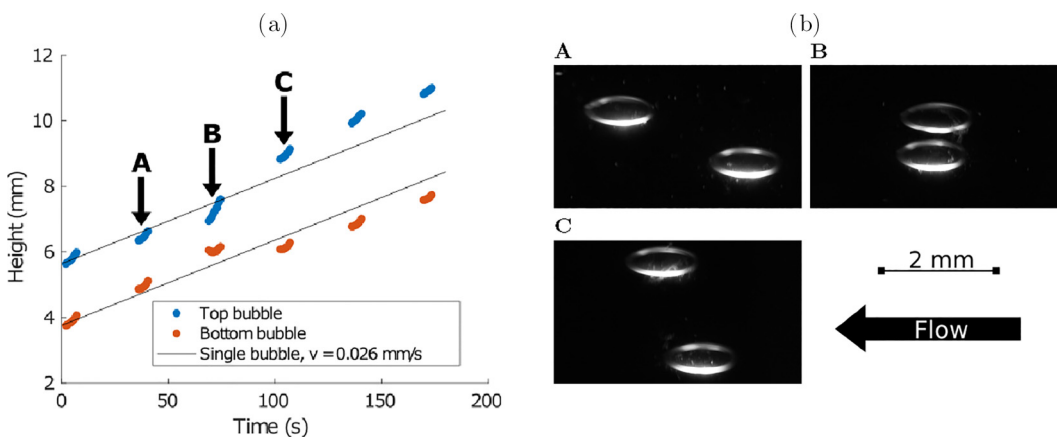 (a)
12
10
8
6
4
2
Height (mm)
A
B
C
Top bubble
Bottom bubble
Single bubble, v = 0.026 mm/s
0
50
100
150
200
Time (s)
(b)
A
B
C
2 mm
Flow